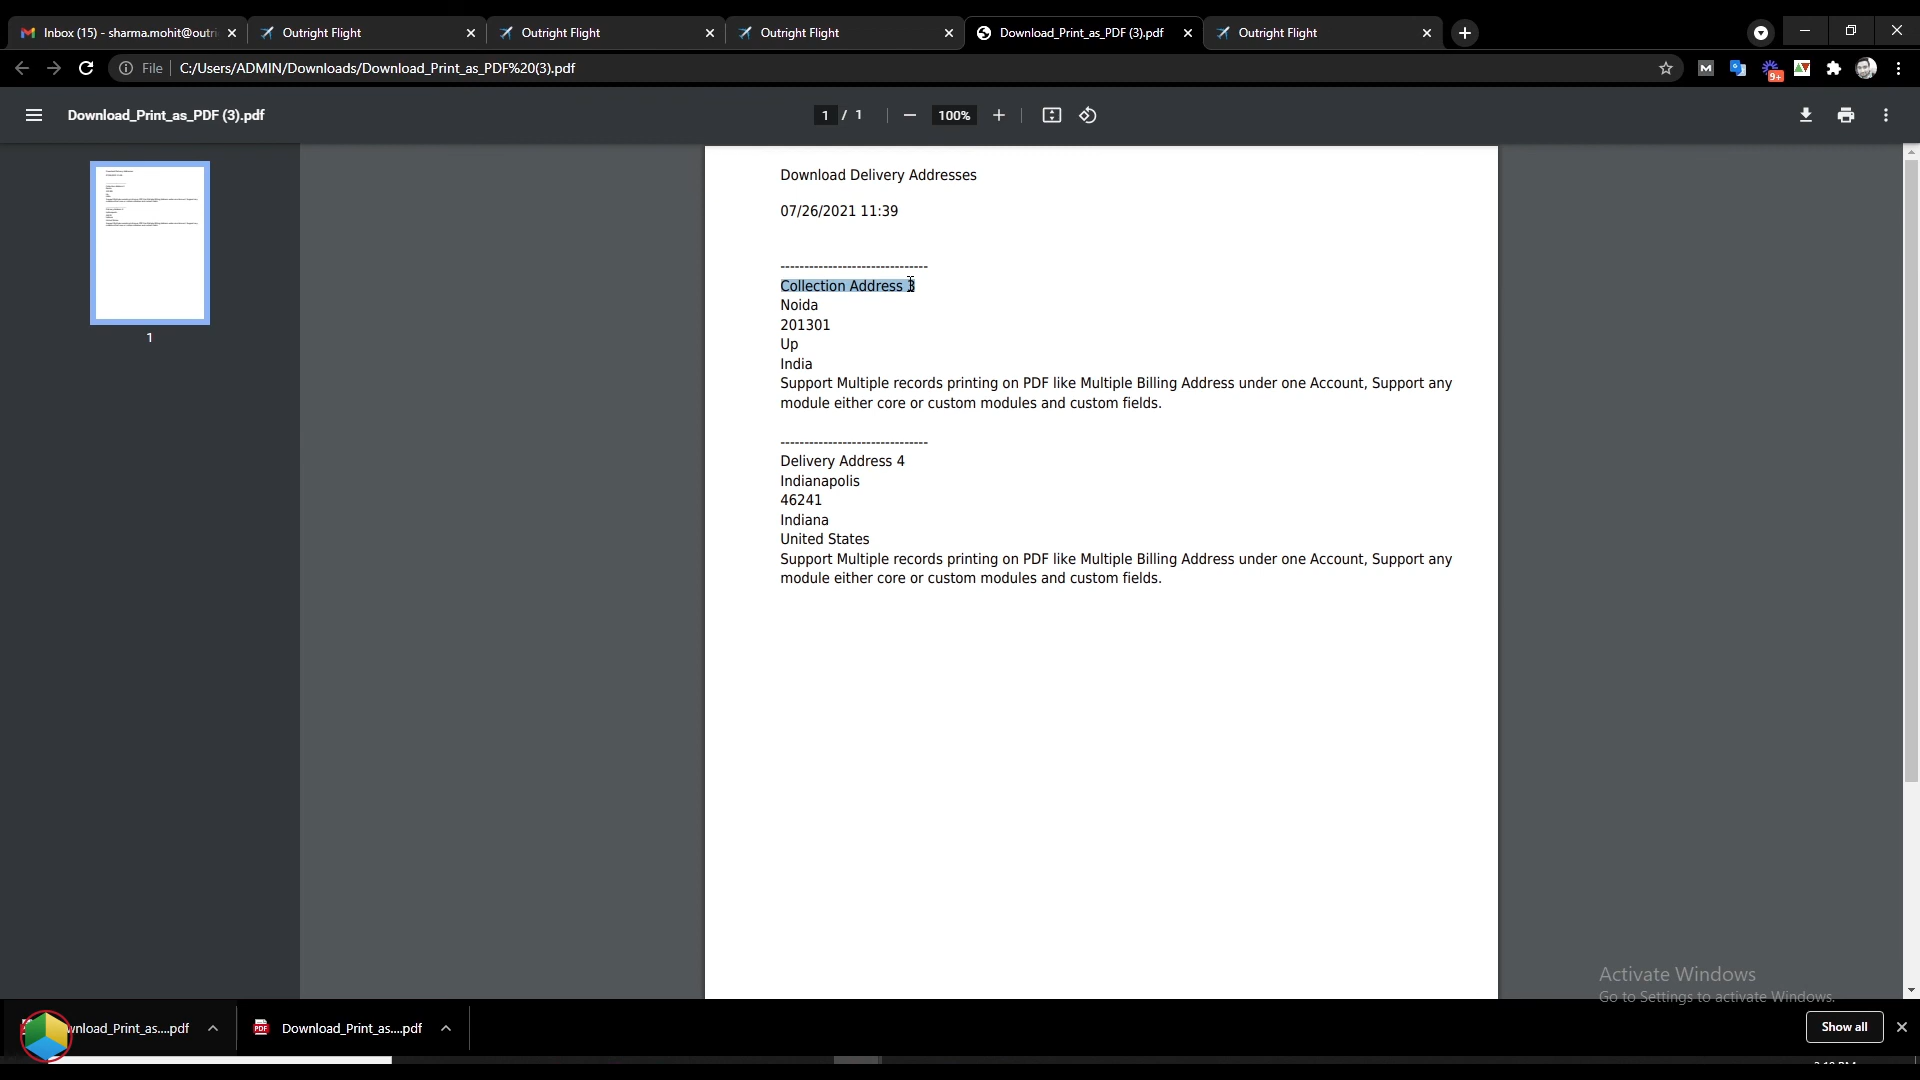 Inbox (15) - sharma.mohit@outri
Outright Flight
Outright Flight
Outright Flight
Download_Print_as_PDF (3).pdf
Outright Flight
File
C:/Users/ADMIN/Downloads/Download_Print_as_PDF%20(3).pdf
M
9+
Download_Print_as_PDF (3).pdf
1 / 1
100%
1
Download Delivery Addresses
07/26/2021 11:39
-------------------------------
Collection Address 3
Noida
201301
Up
India
Support Multiple records printing on PDF like Multiple Billing Address under one Account, Support any
module either core or custom modules and custom fields.
-------------------------------
Delivery Address 4
Indianapolis
46241
Indiana
United States
Support Multiple records printing on PDF like Multiple Billing Address under one Account, Support any
module either core or custom modules and custom fields.
Activate Windows
Go to Settings to activate Windows.
wnload_Print_as....pdf
PDF
Download_Print_as....pdf
Show all